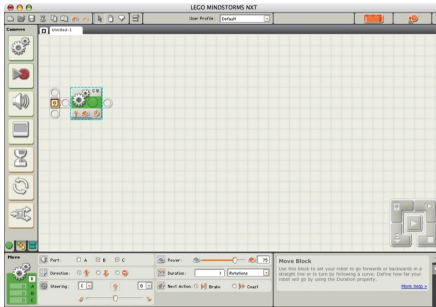 LEGO MINDSTORMS NXT
User Profile: Default
Common
Untitled-1
C B
Move
Port: A B C
Power: 75
Direction:
Duration: 1 Rotations
Steering: C B
Next Action: Brake Coast
Move Block
Use this block to set your robot to go forwards or backwards in a
straight line or to turn by following a curve. Define how far your
robot will go by using the Duration property.
More help »